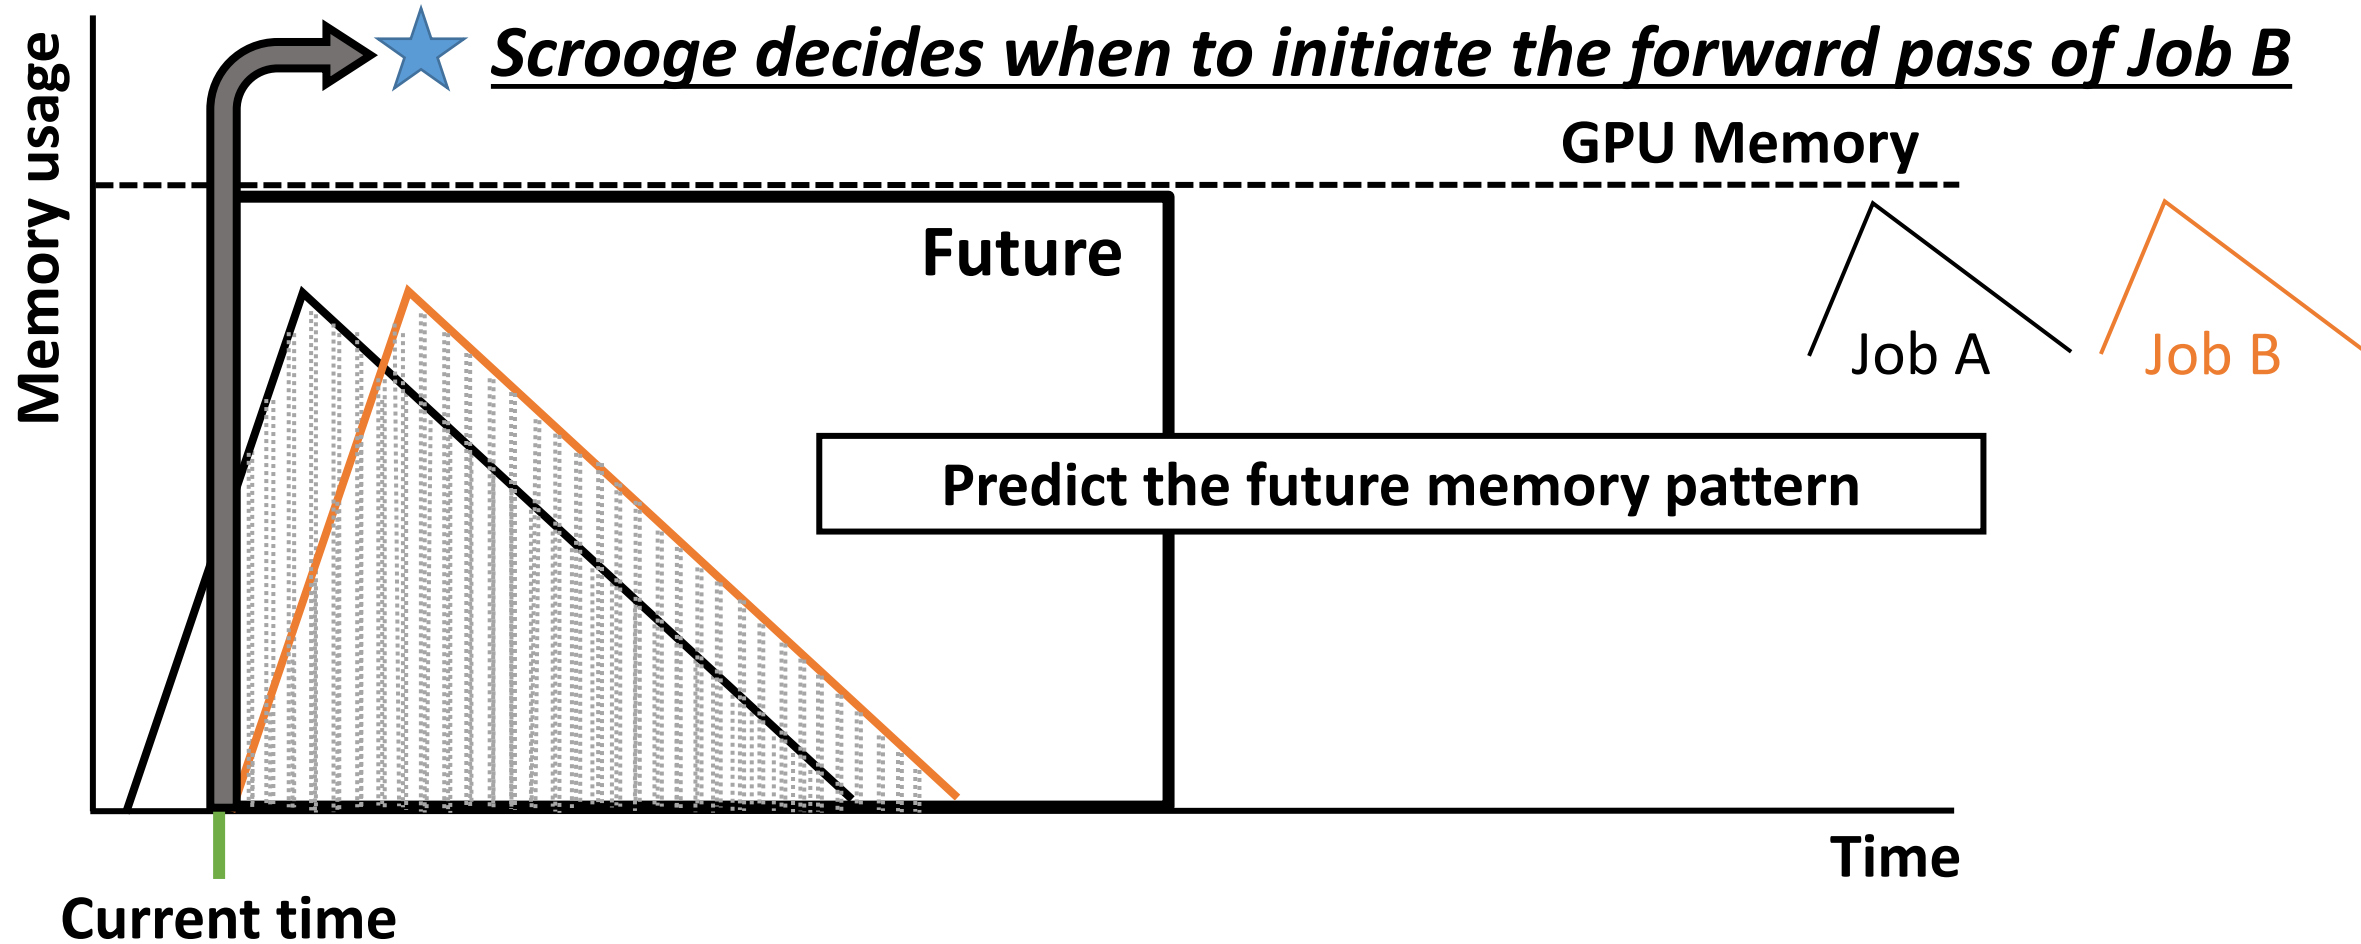 Scrooge decides when to initiate the forward pass of Job B
Memory usage
GPU Memory
Future
Job A
Job B
Predict the future memory pattern
Time
Current time